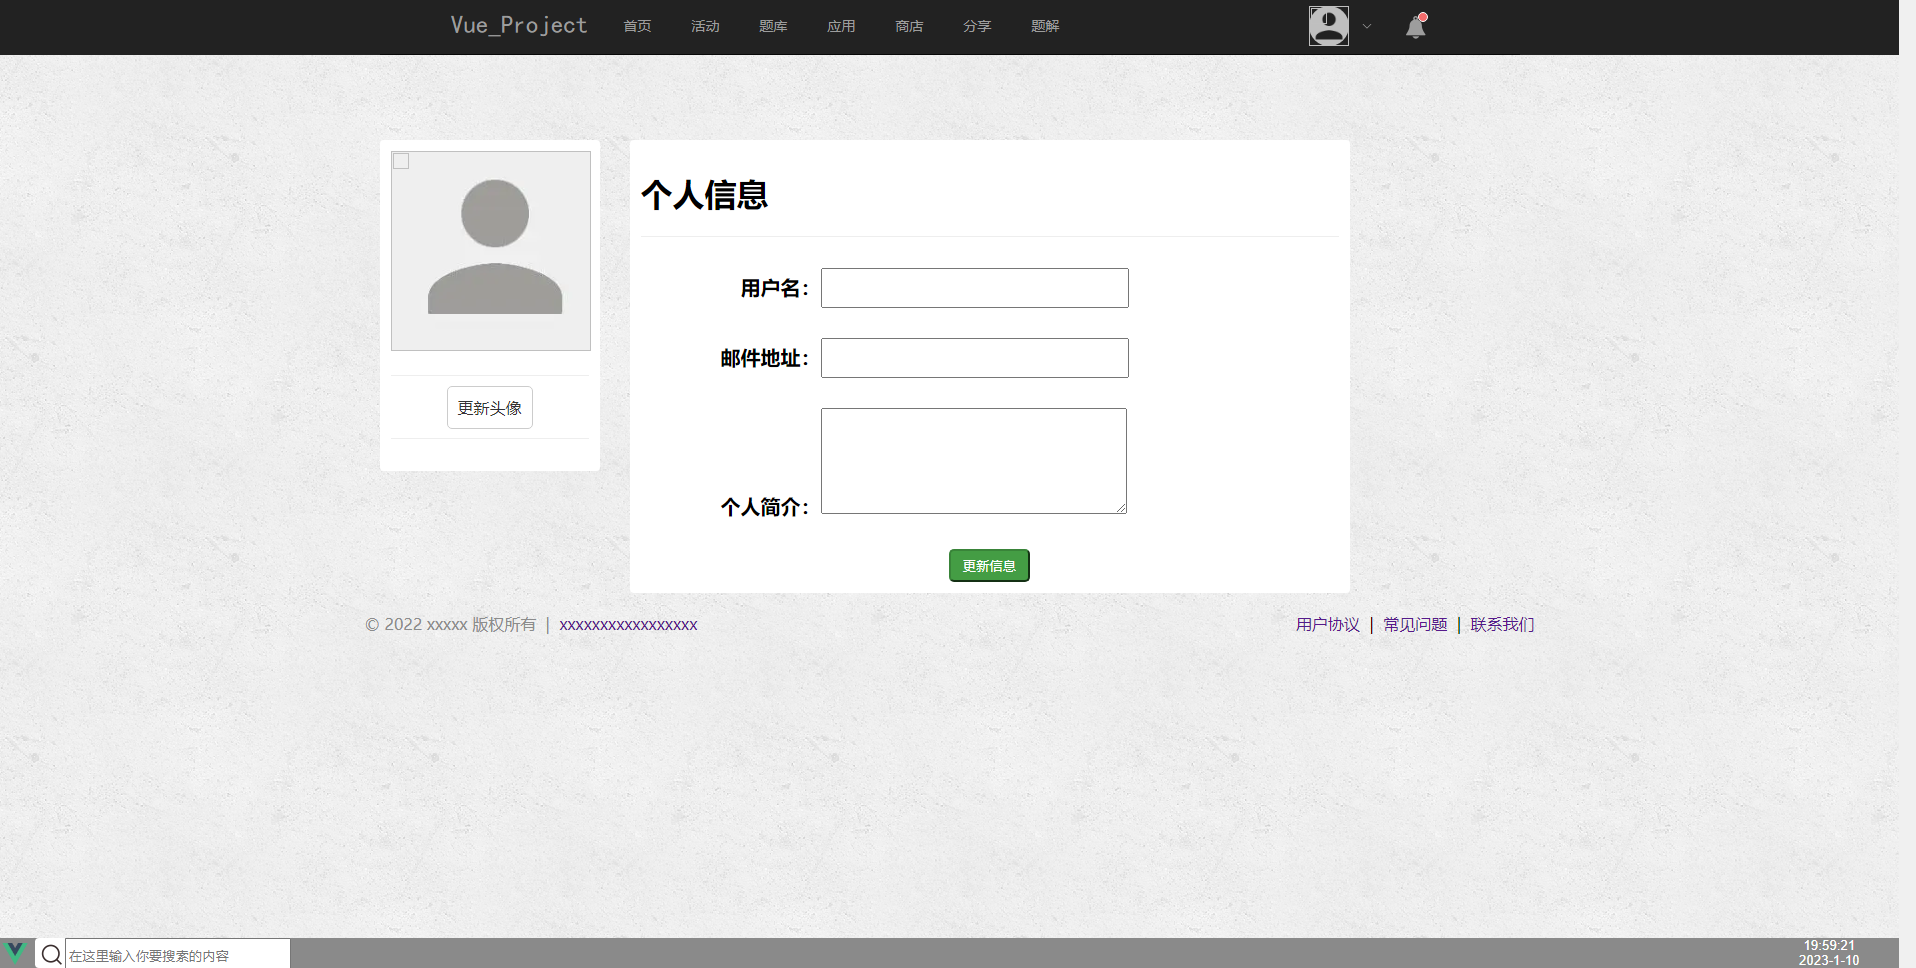 Vue_Project 首页 活动 题库 应用 商店 分享 题解
个人信息
用户名：
邮件地址：
更新头像
个人简介：
更新信息
© 2022 xxxxx 版权所有 | xxxxxxxxxxxxxxxxx 用户协议 | 常见问题 | 联系我们
在这里输入你要搜素的内容
19:59:21
2023-1-10